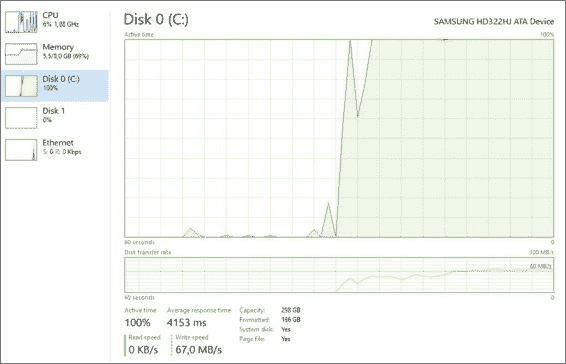 CPU
6% 1,88 GHz
Memory
5,5/8,0 GB (69%)
Disk 0 (C:)
100%
Disk 1
0%
Ethernet
S: 0 R: 0 Kbps
Disk 0 (C:)
SAMSUNG HD322HJ ATA Device
Active time
100%
60 seconds
0
Disk transfer rate
100 MB/s
60 MB/s
60 seconds
0
Active time
Average response time
100%
4153 ms
Read speed
Write speed
0 KB/s
67,0 MB/s
Capacity:
298 GB
Formatted:
186 GB
System disk:
Yes
Page file:
Yes